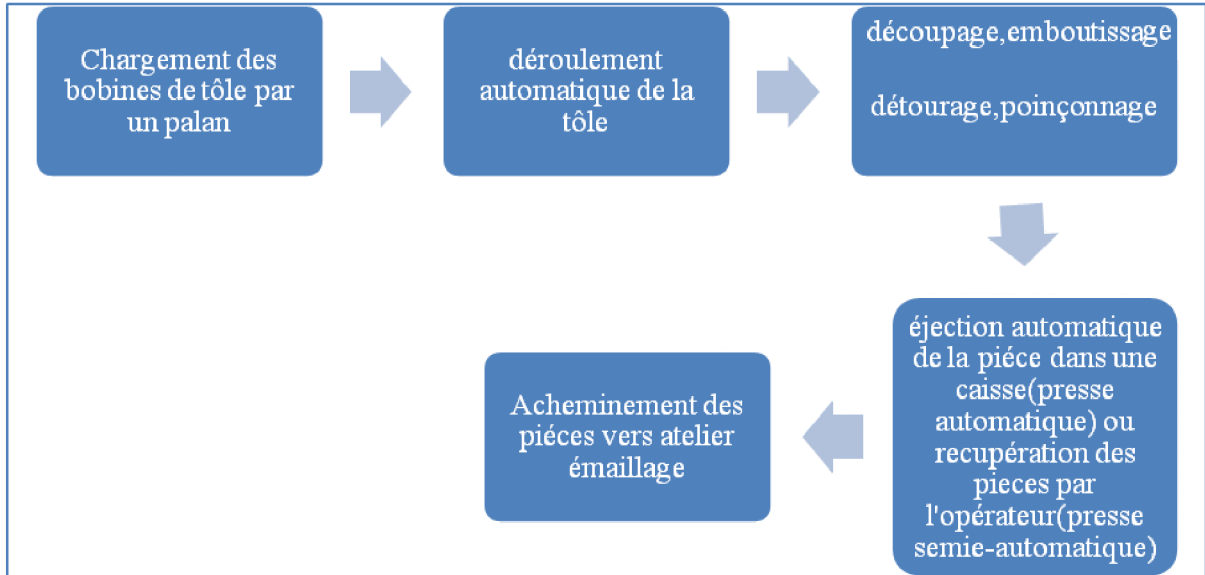 Chargement des
bobines de tôle par
un palan
déroulement
automatique de la
tôle
découpage,emboutissage
détourage,poinçonnage
éjection automatique
de la piéce dans une
caisse(presse
automatique) ou
recupération des
pieces par
l'opérateur(presse
semie-automatique)
Acheminement des
piéces vers atelier
émaillage